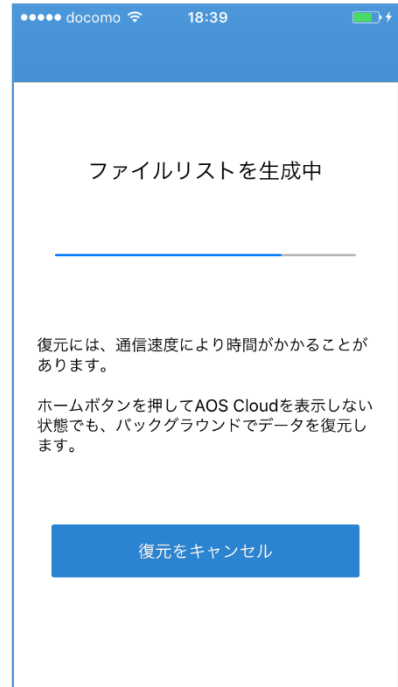 docomo 18:39
ファイルリストを生成中
復元には、通信速度により時間がかかることが
あります。
ホームボタンを押してAOS Cloudを表示しない
状態でも、バックグラウンドでデータを復元し
ます。
復元をキャンセル